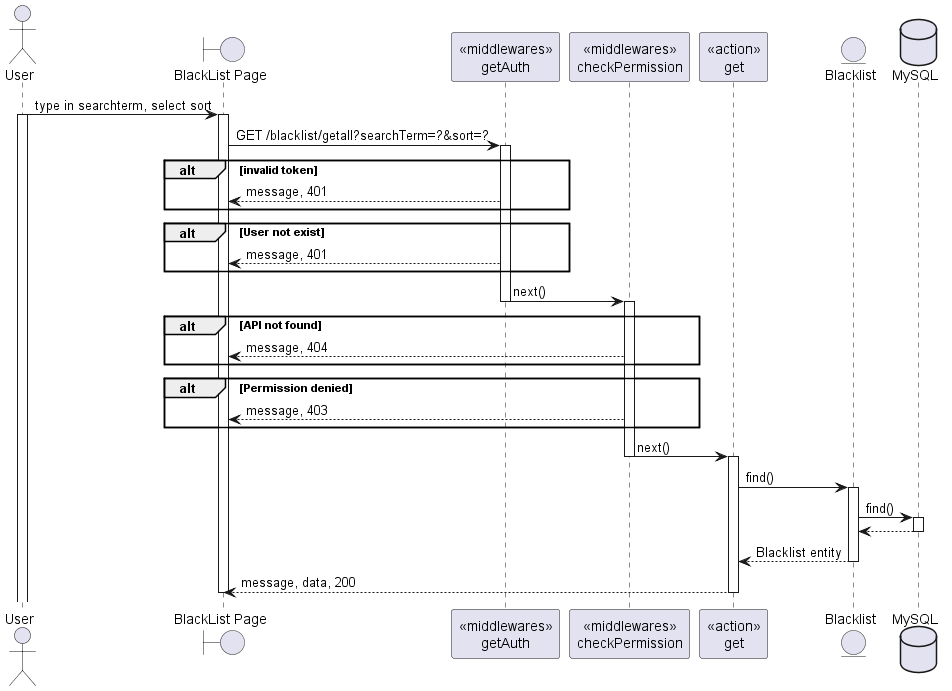 «middlewares» «middlewares» «action»
getAuth checkPermission get
User BlackList Page Blacklist MySQL
type in searchterm, select sort
GET /blacklist/getall?searchTerm=?&sort=?
alt [invalid token]
message, 401
alt [User not exist]
message, 401
next()
alt [API not found]
message, 404
alt [Permission denied]
message, 403
next()
find()
find()
Blacklist entity
message, data, 200
User BlackList Page Blacklist MySQL
«middlewares» «middlewares» «action»
getAuth checkPermission get